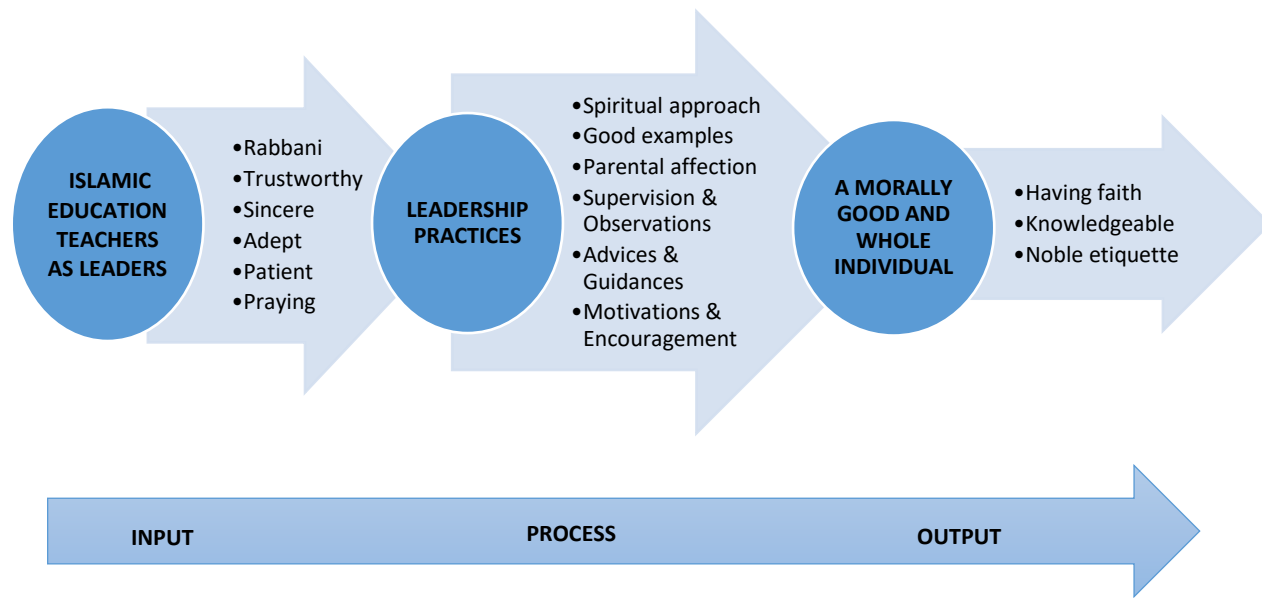 ISLAMIC
EDUCATION
TEACHERS
AS LEADERS
•Rabbani
•Trustworthy
•Sincere
•Adept
•Patient
•Praying
LEADERSHIP
PRACTICES
•Spiritual approach
•Good examples
•Parental affection
•Supervision &
Observations
•Advices &
Guidances
•Motivations &
Encouragement
A MORALLY
GOOD AND
WHOLE
INDIVIDUAL
•Having faith
•Knowledgeable
•Noble etiquette
INPUT
PROCESS
OUTPUT